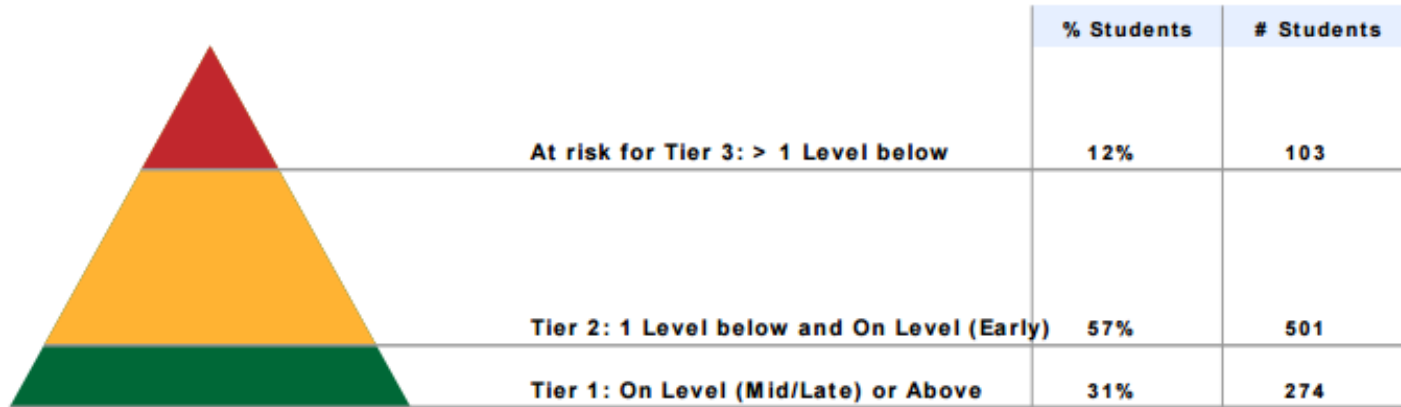 % Students # Students
At risk for Tier 3: > 1 Level below 12% 103
Tier 2: 1 Level below and On Level (Early) 57% 501
Tier 1: On Level (Mid/Late) or Above 31% 274